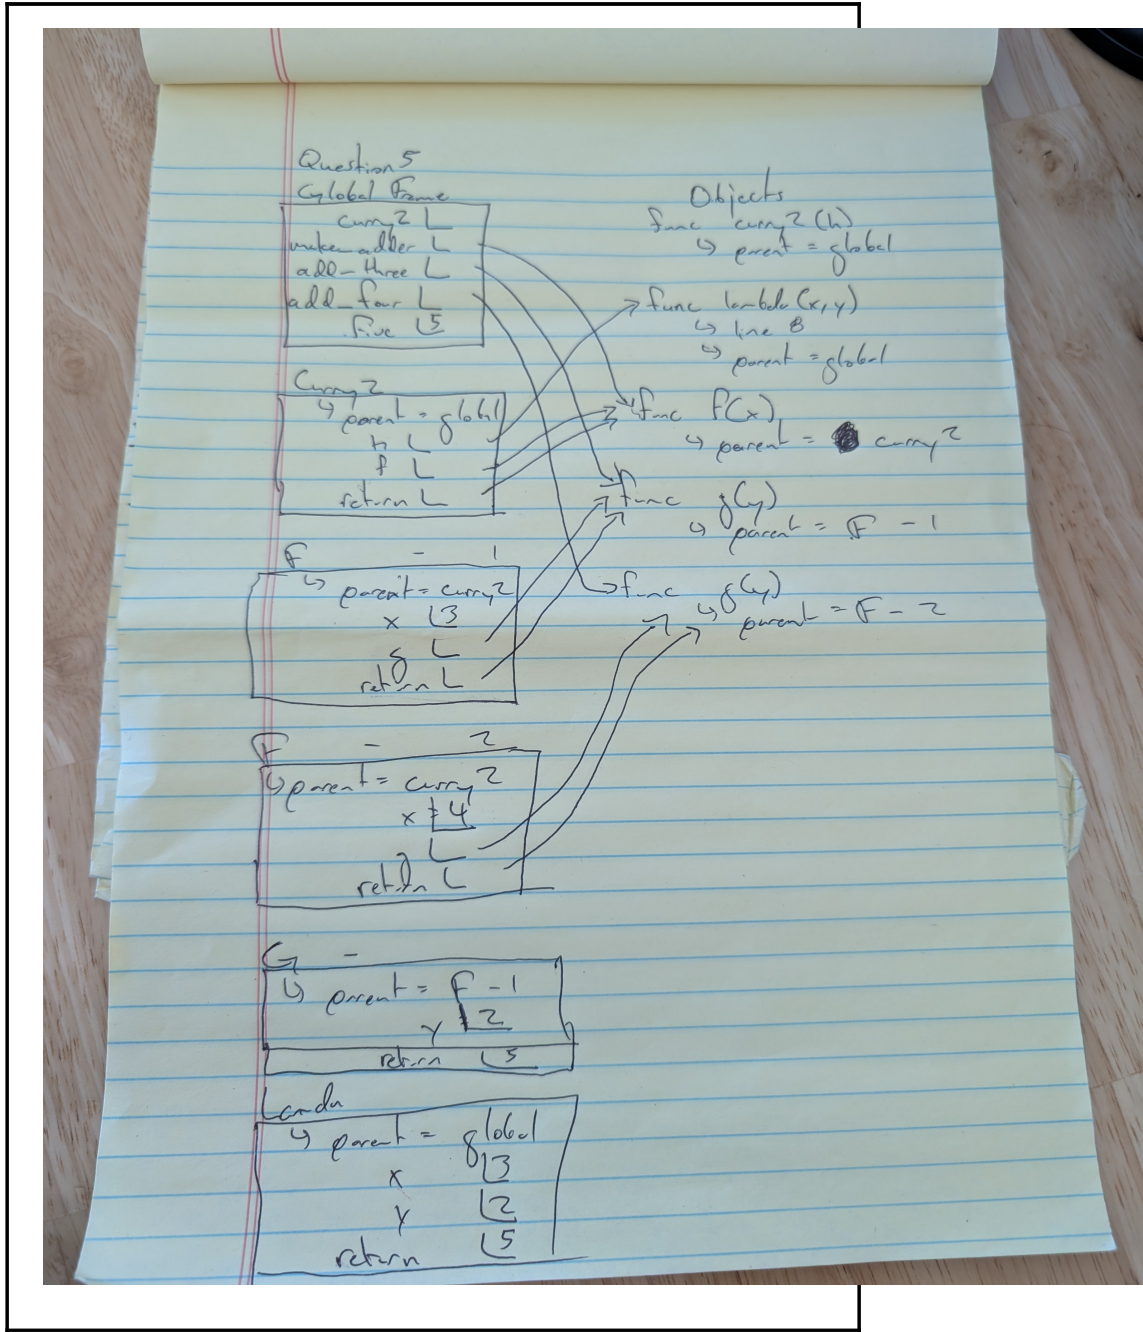 Question 5
Global Frame
curry2
make_adder
add_three
add_four
five 5
Objects
func curry2(h)
↳ parent = global
func lambda(x,y)
↳ line 8
↳ parent = global
func f(x)
↳ parent = curry2
func g(y)
↳ parent = F - 1
func g(y)
↳ parent = F - 2
Curry2
↳ parent = global
h
f
return
F - 1
↳ parent = curry2
x 3
g
return
F - 2
↳ parent = curry2
x 4
return
G -
↳ parent = F - 1
y 2
return 5
Lamda
↳ parent = global
x 3
y 2
return 5